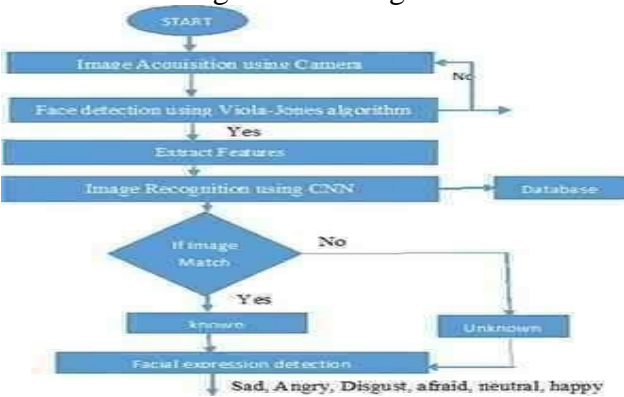 START
Image Acquisition using Camera
No
Face detection using Viola-Jones algorithm
Yes
Extract Features
Image Recognition using CNN
Database
If Image
Match
No
Yes
known
Unknown
Facial expression detection
Sad, Angry, Disgust, afraid, neutral, happy